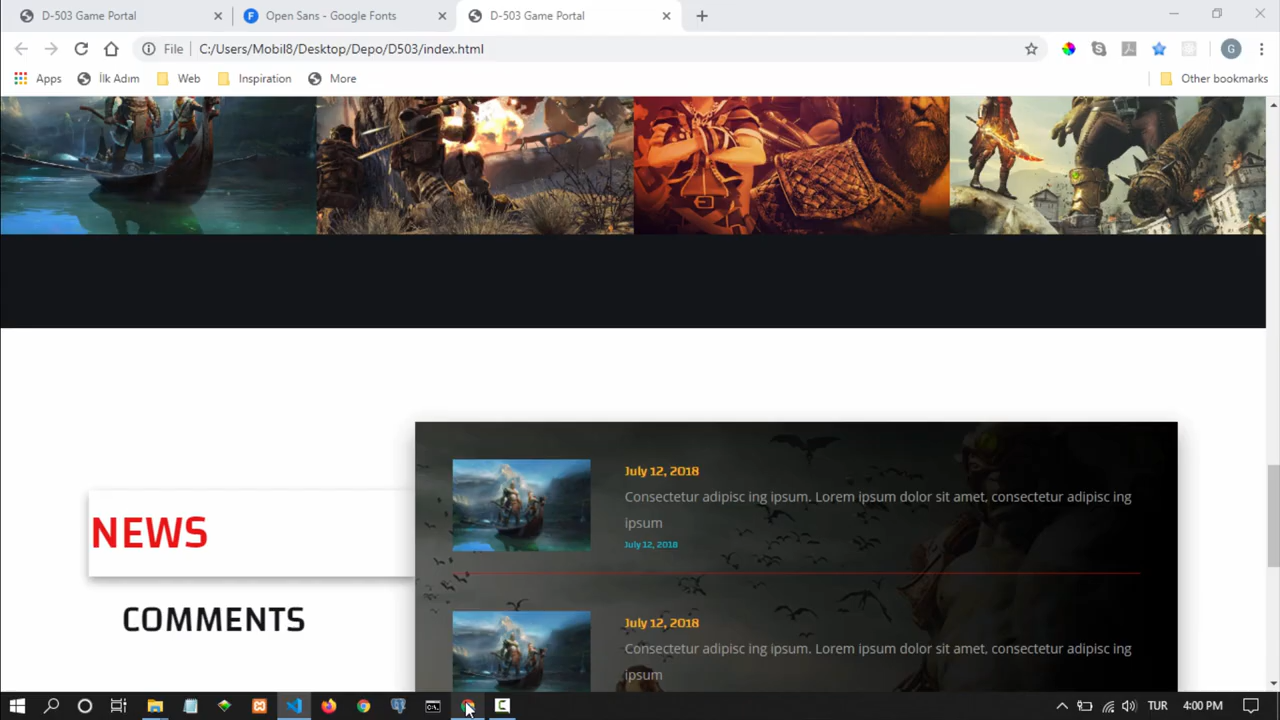 D-503 Game Portal
Open Sans - Google Fonts
D-503 Game Portal
File
C:/Users/Mobil8/Desktop/Depo/D503/index.html
G
Apps
İlk Adım
Web
Inspiration
More
Other bookmarks
July 12, 2018
Consectetur adipisc ing ipsum. Lorem ipsum dolor sit amet, consectetur adipisc ing
ipsum
July 12, 2018
NEWS
COMMENTS
July 12, 2018
Consectetur adipisc ing ipsum. Lorem ipsum dolor sit amet, consectetur adipisc ing
ipsum
TUR
4:00 PM